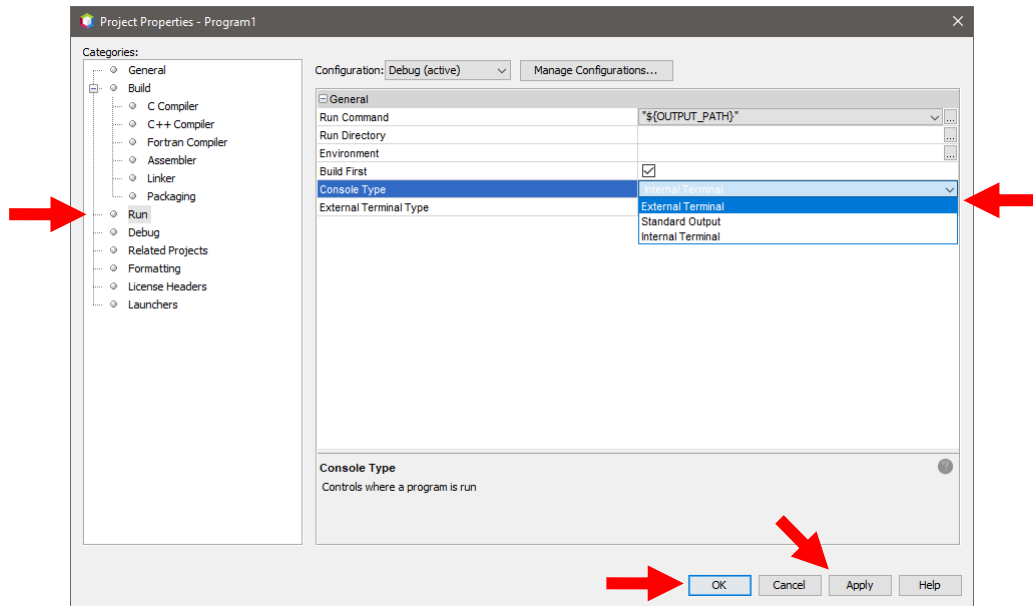 Project Properties - Program1
Categories:
General
Build
C Compiler
C++ Compiler
Fortran Compiler
Assembler
Linker
Packaging
Run
Debug
Related Projects
Formatting
License Headers
Launchers
Configuration: Debug (active) Manage Configurations...
General
Run Command "${OUTPUT_PATH}" ...
Run Directory ...
Environment ...
Build First
Console Type Internal Terminal
External Terminal Type External Terminal
Standard Output
Internal Terminal
Console Type ?
Controls where a program is run
OK Cancel Apply Help